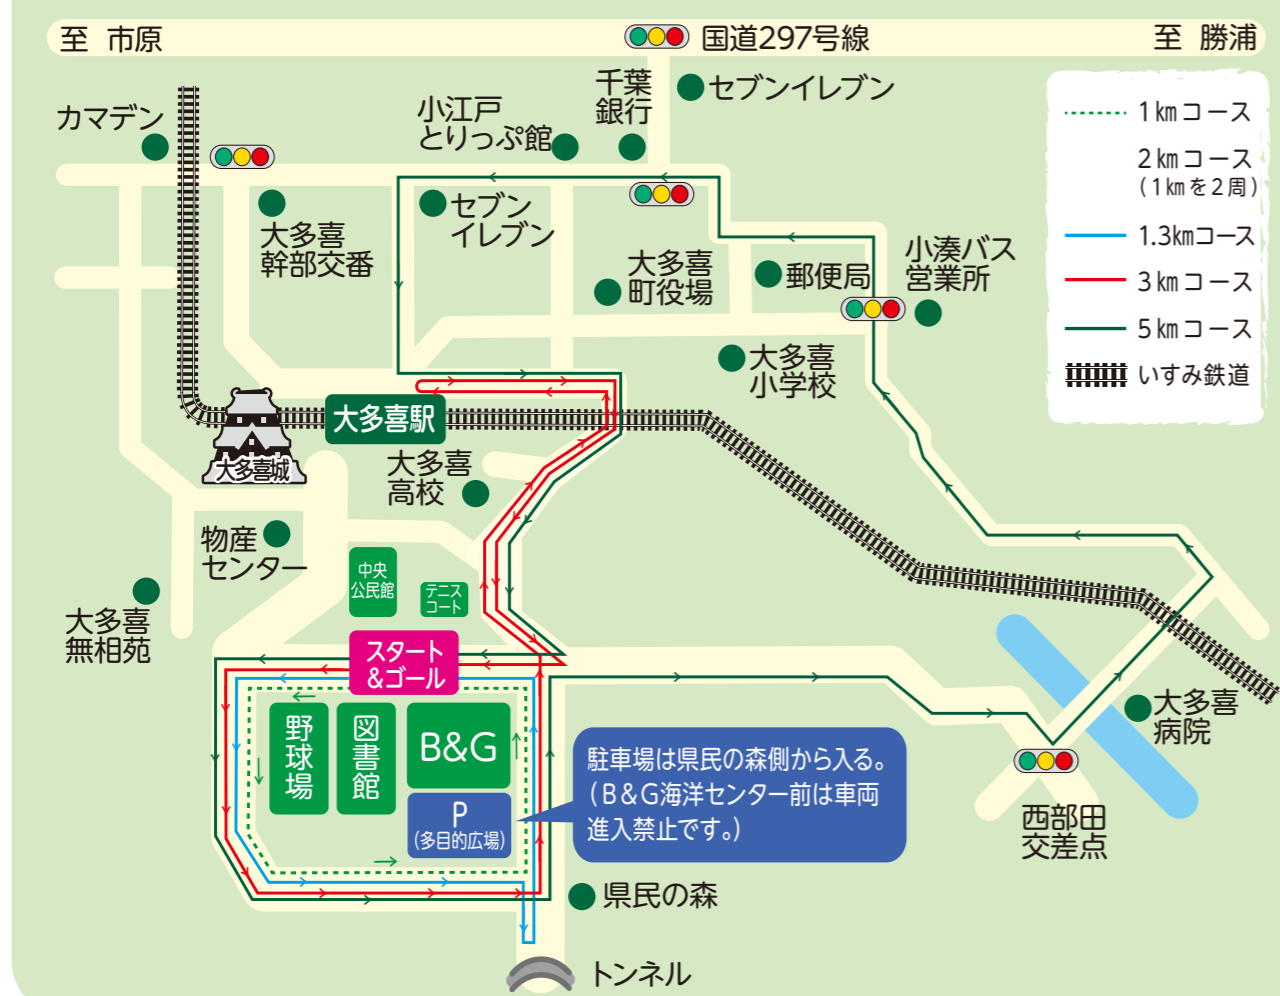 至 市原
国道297号線
至 勝浦
カマデン
小江戸
とりっぷ館
千葉
銀行
セブンイレブン
1㎞コース
2㎞コース
(1㎞を2周)
1.3㎞コース
3㎞コース
5㎞コース
いすみ鉄道
大多喜
幹部交番
セブン
イレブン
大多喜
町役場
郵便局
小湊バス
営業所
大多喜
小学校
大多喜駅
大多喜城
大多喜
高校
物産
センター
中央
公民館
テニス
コート
大多喜
無相苑
スタート
&ゴール
野球場
図書館
B&G
P
(多目的広場)
駐車場は県民の森側から入る。
(B&G海洋センター前は車両
進入禁止です。)
大多喜
病院
西部田
交差点
県民の森
トンネル